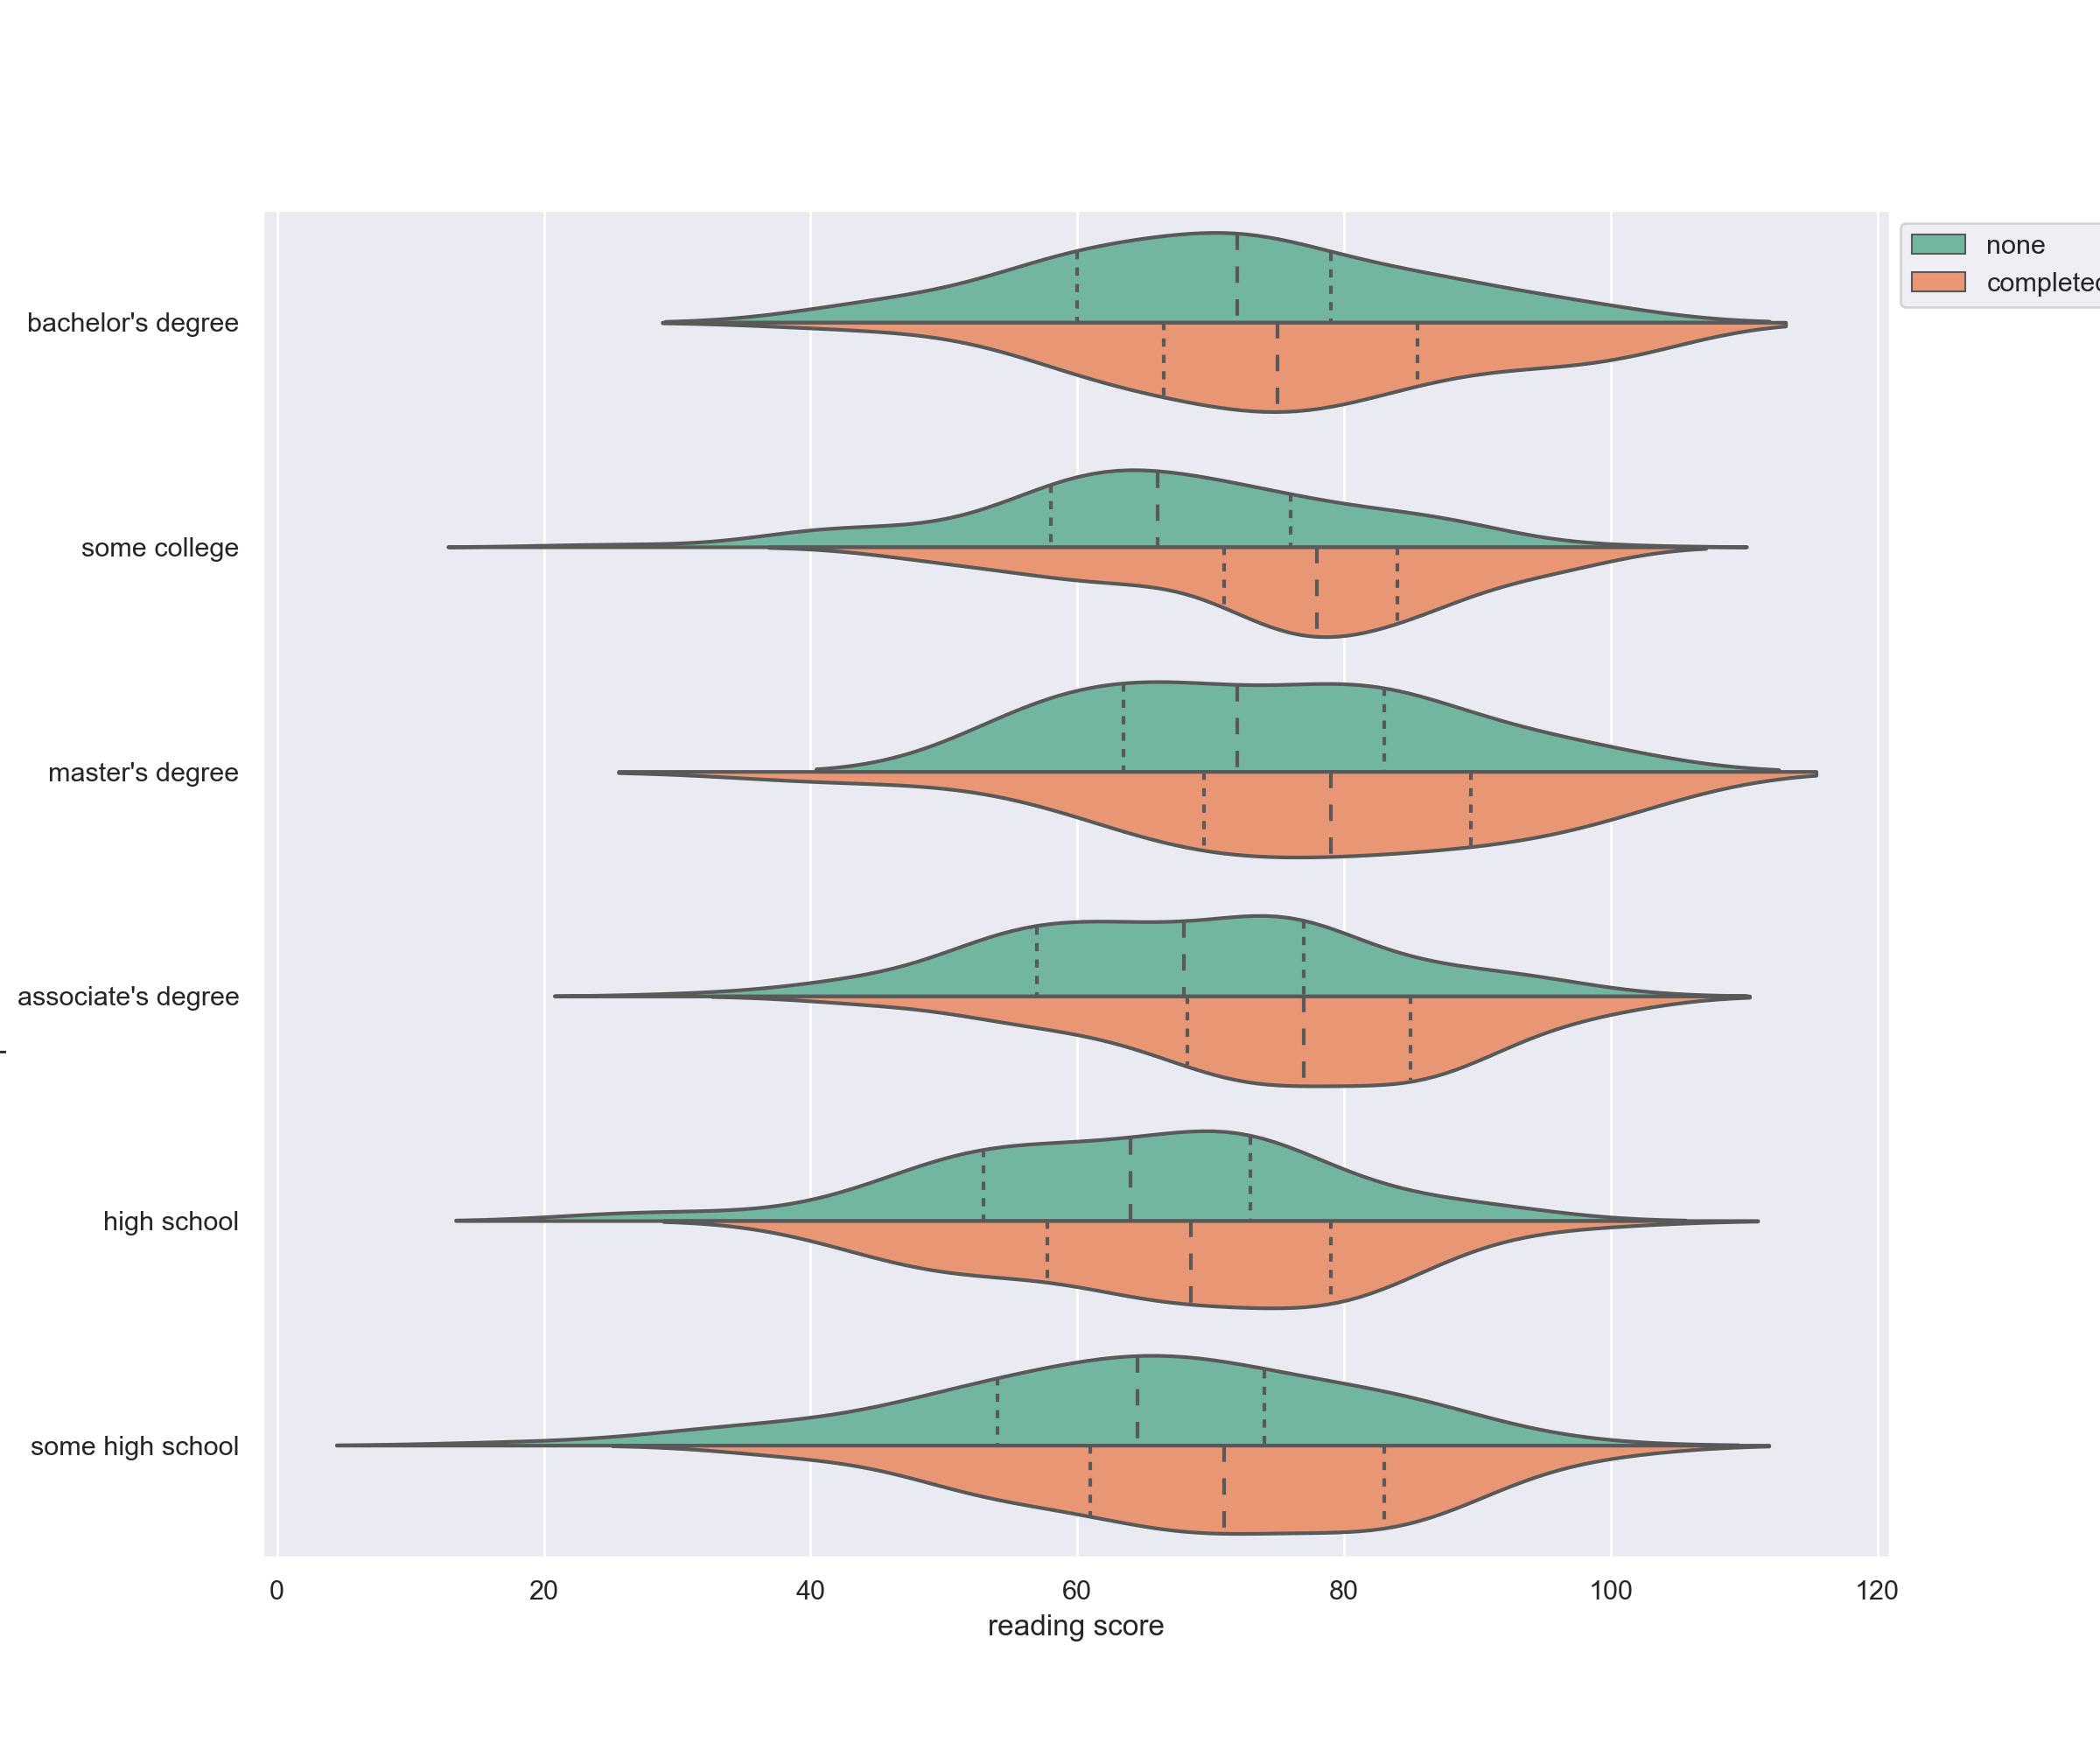 none
completed
bachelor's degree
some college
master's degree
associate's degree
high school
some high school
0 20 40 60 80 100 120
reading score